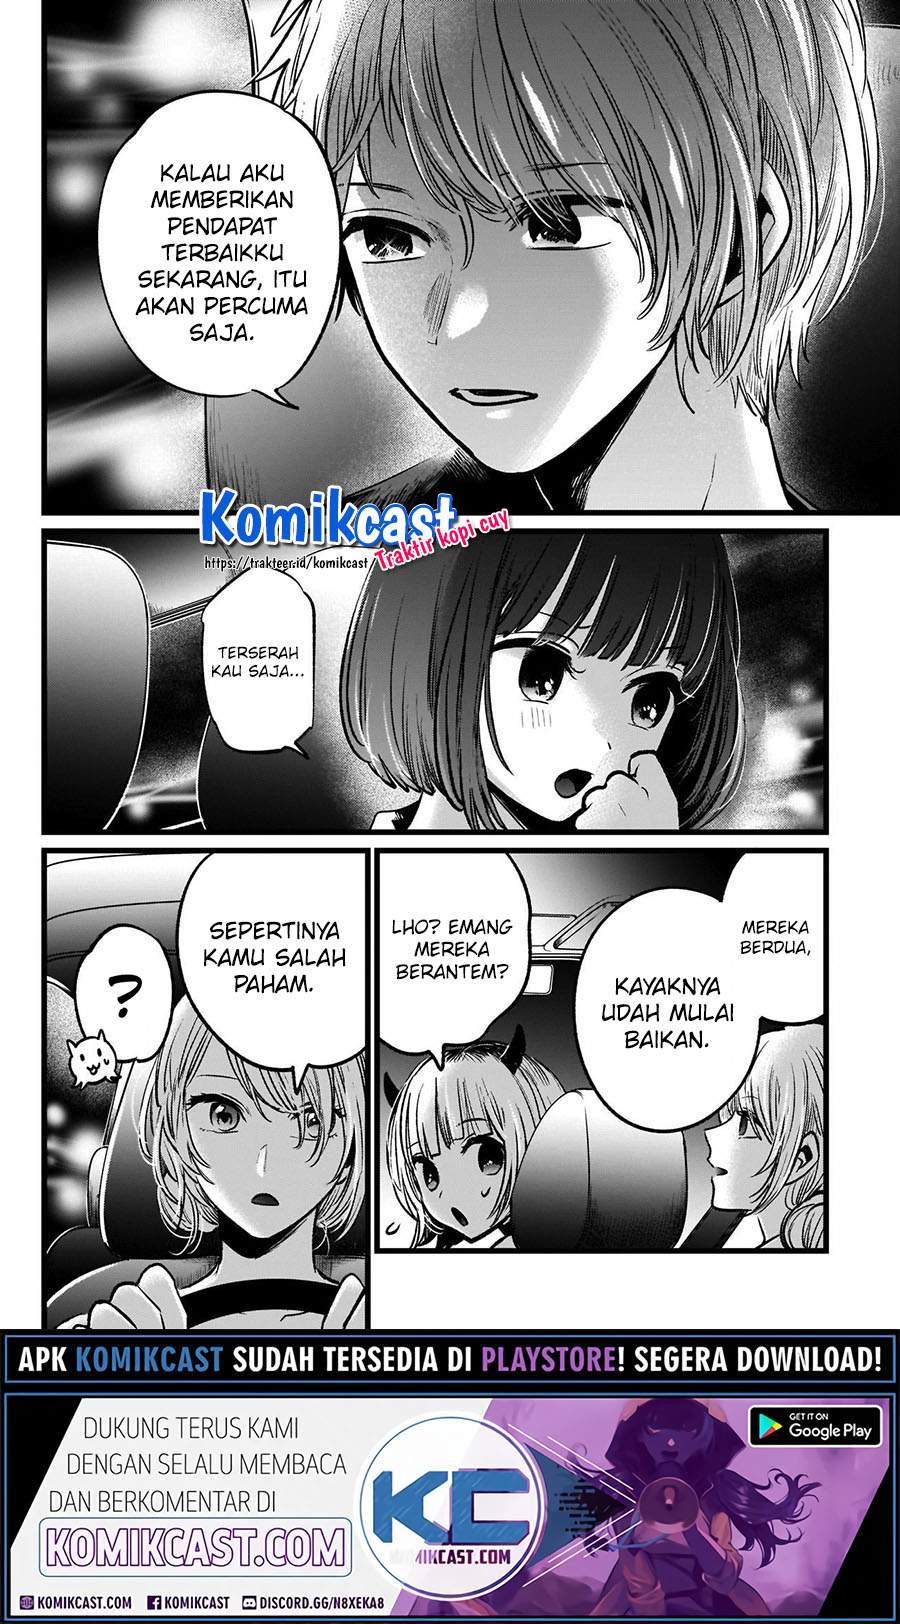 KALAU AKU
MEMBERIKAN
PENDAPAT
TERBAIKKU
SEKARANG, ITU
AKAN PERCUMA
SAJA.
Komikcast
https://trakteer.id/komikcast
Traktir kopi cuy
TERSERAH
KAU SAJA...
MEREKA
BERDUA,
KAYAKNYA
UDAH MULAI
BAIKAN.
LHO? EMANG
MEREKA
BERANTEM?
SEPERTINYA
KAMU SALAH
PAHAM.
?
APK KOMIKCAST SUDAH TERSEDIA DI PLAYSTORE! SEGERA DOWNLOAD!
DUKUNG TERUS KAMI
DENGAN SELALU MEMBACA
DAN BERKOMENTAR DI
KOMIKCAST.COM
KC
KOMIKCAST.COM
GET IT ON
Google Play
KOMIKCAST.COM KOMIKCAST DISCORD.GG/N8XEKA8